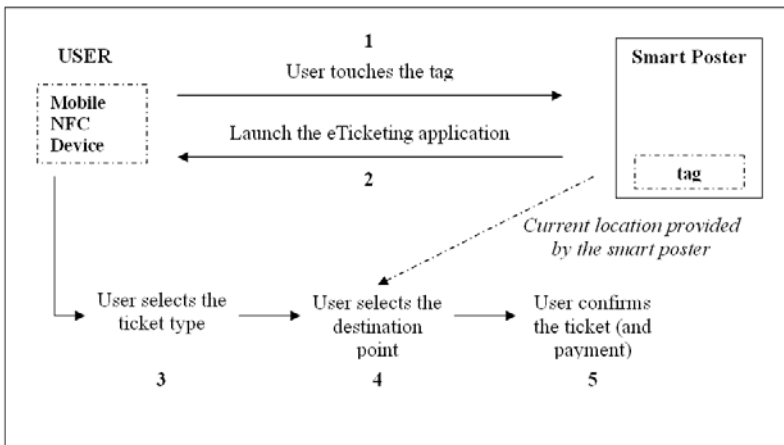 1
USER
User touches the tag
Smart Poster
Mobile
NFC
Device
Launch the eTicketing application
2
tag
Current location provided
by the smart poster
User selects the
ticket type
3
User selects the
destination
point
4
User confirms
the ticket (and
payment)
5